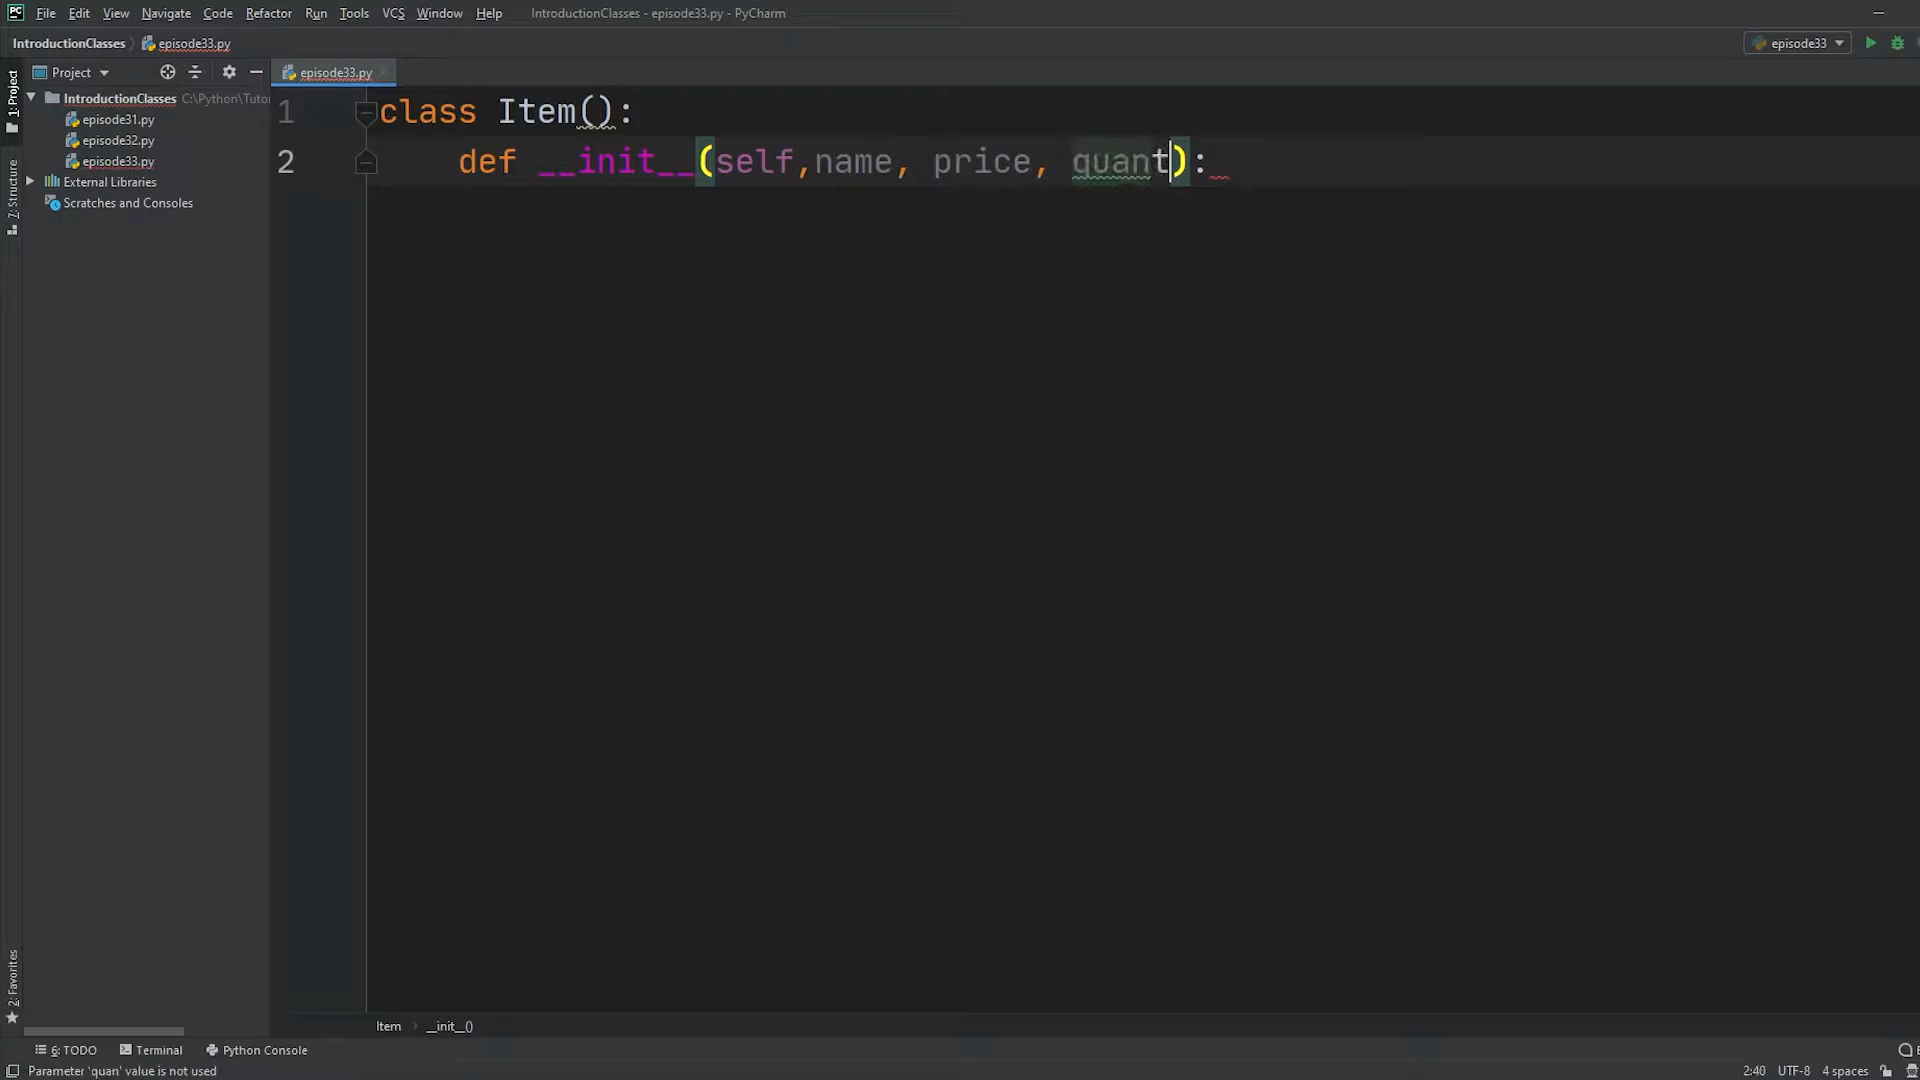 PC File Edit View Navigate Code Refactor Run Tools VCS Window Help IntroductionClasses - episode33.py - PyCharm
IntroductionClasses episode33.py episode33
1: Project
Project
episode33.py
IntroductionClasses C:\Python\Tutor
episode31.py
episode32.py
episode33.py
External Libraries
Scratches and Consoles
7: Structure
2: Favorites
1 class Item():
2 def __init__(self,name, price, quant):
Item __init__()
6: TODO Terminal Python Console
Parameter 'quan' value is not used 2:40 UTF-8 4 spaces